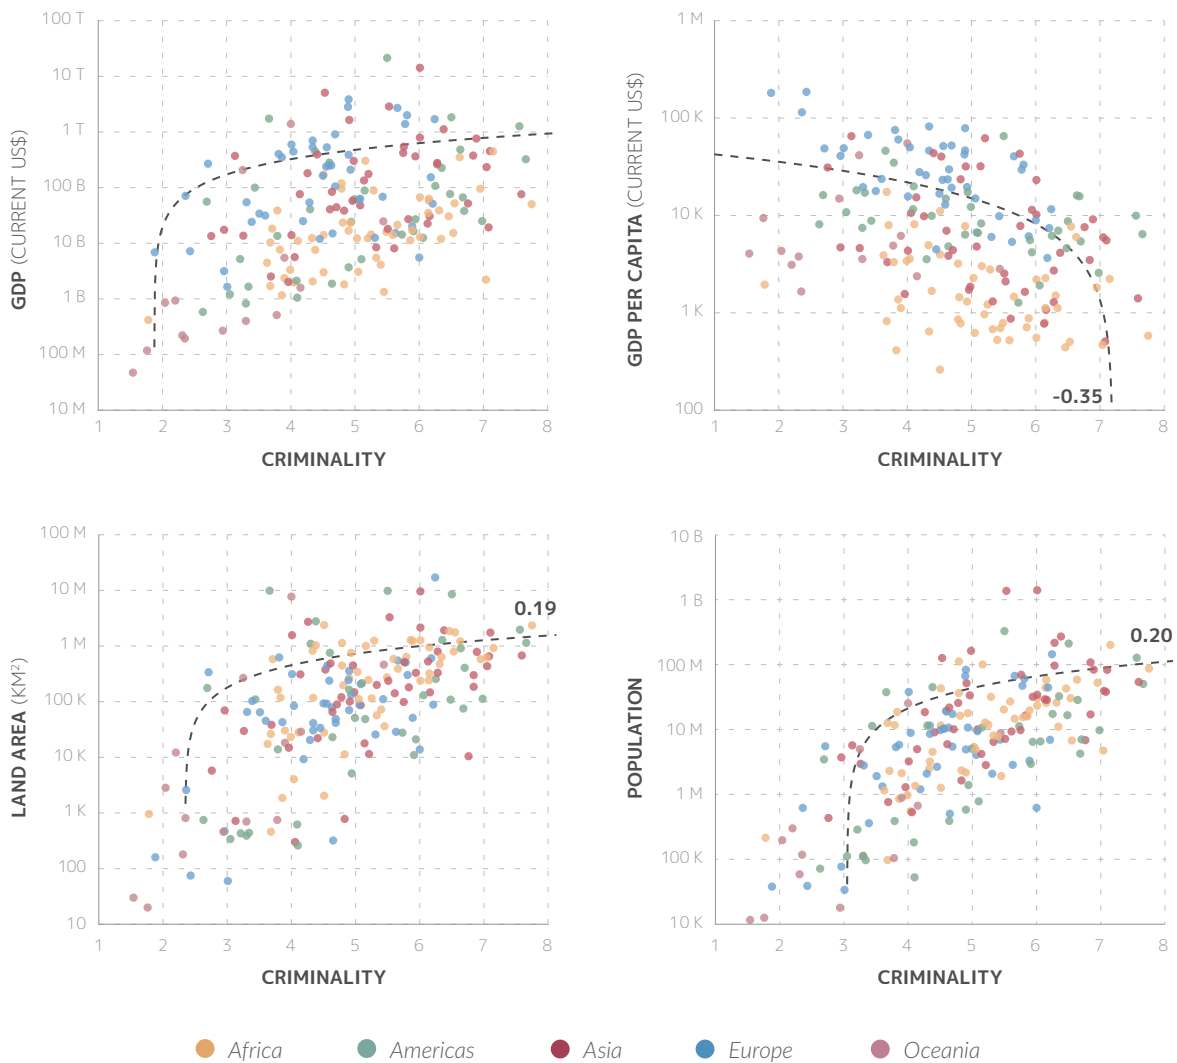 100 T
10 T
1 T
100 B
10 B
1 B
100 M
10 M
GDP (CURRENT US$)
1 2 3 4 5 6 7 8
CRIMINALITY
1 M
100 K
10 K
1 K
100
GDP PER CAPITA (CURRENT US$)
-0.35
1 2 3 4 5 6 7 8
CRIMINALITY
100 M
10 M
1 M
100 K
10 K
1 K
100
10
LAND AREA (KM²)
0.19
1 2 3 4 5 6 7 8
CRIMINALITY
10 B
1 B
100 M
10 M
1 M
100 K
10 K
POPULATION
0.20
1 2 3 4 5 6 7 8
CRIMINALITY
Africa Americas Asia Europe Oceania